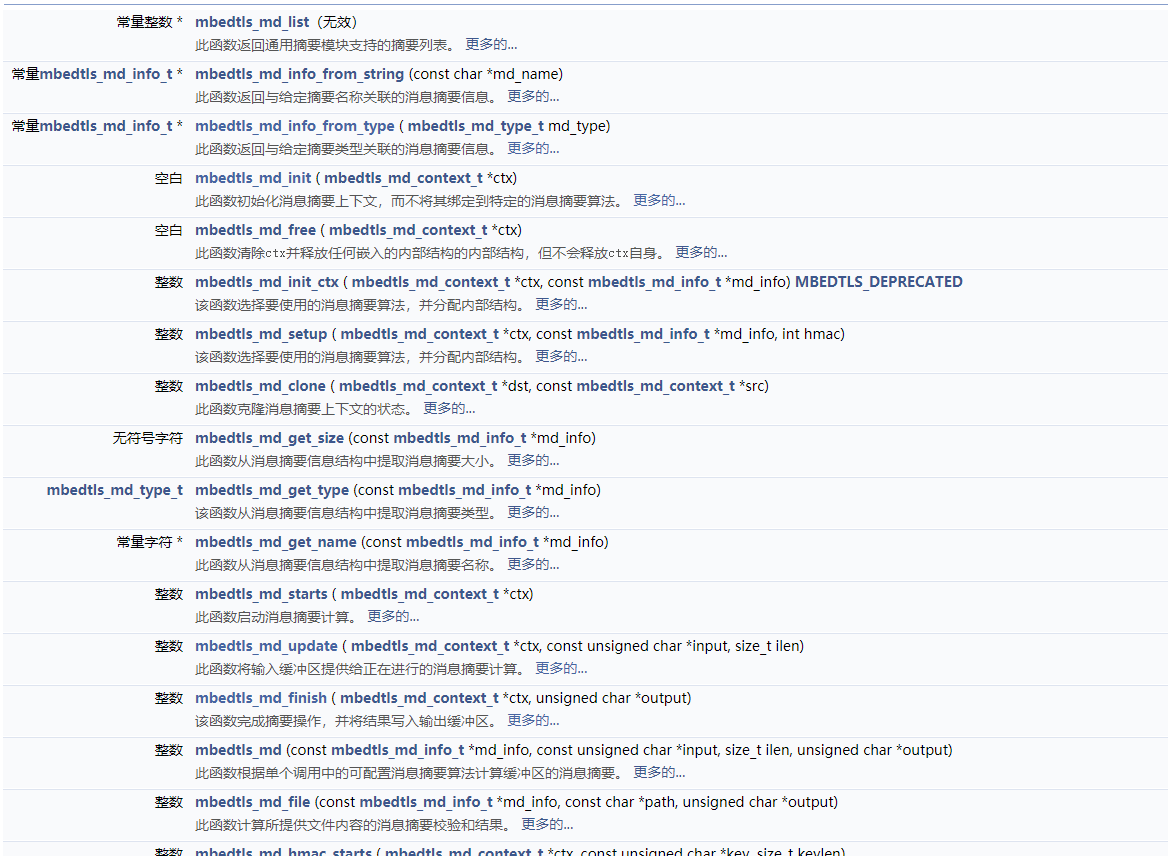 常量整数 * mbedtls_md_list (无效)
此函数返回通用摘要模块支持的摘要列表。 更多的...
常量mbedtls_md_info_t * mbedtls_md_info_from_string (const char *md_name)
此函数返回与给定摘要名称关联的消息摘要信息。 更多的...
常量mbedtls_md_info_t * mbedtls_md_info_from_type ( mbedtls_md_type_t md_type)
此函数返回与给定摘要类型关联的消息摘要信息。 更多的...
空白 mbedtls_md_init ( mbedtls_md_context_t *ctx)
此函数初始化消息摘要上下文，而不将其绑定到特定的消息摘要算法。 更多的...
空白 mbedtls_md_free ( mbedtls_md_context_t *ctx)
此函数清除ctx并释放任何嵌入的内部结构的内部结构，但不会释放ctx自身。 更多的...
整数 mbedtls_md_init_ctx ( mbedtls_md_context_t *ctx, const mbedtls_md_info_t *md_info) MBEDTLS_DEPRECATED
该函数选择要使用的消息摘要算法，并分配内部结构。 更多的...
整数 mbedtls_md_setup ( mbedtls_md_context_t *ctx, const mbedtls_md_info_t *md_info, int hmac)
该函数选择要使用的消息摘要算法，并分配内部结构。 更多的...
整数 mbedtls_md_clone ( mbedtls_md_context_t *dst, const mbedtls_md_context_t *src)
此函数克隆消息摘要上下文的状态。 更多的...
无符号字符 mbedtls_md_get_size (const mbedtls_md_info_t *md_info)
此函数从消息摘要信息结构中提取消息摘要大小。 更多的...
mbedtls_md_type_t mbedtls_md_get_type (const mbedtls_md_info_t *md_info)
该函数从消息摘要信息结构中提取消息摘要类型。 更多的...
常量字符 * mbedtls_md_get_name (const mbedtls_md_info_t *md_info)
此函数从消息摘要信息结构中提取消息摘要名称。 更多的...
整数 mbedtls_md_starts ( mbedtls_md_context_t *ctx)
此函数启动消息摘要计算。 更多的...
整数 mbedtls_md_update ( mbedtls_md_context_t *ctx, const unsigned char *input, size_t ilen)
此函数将输入缓冲区提供给正在进行的消息摘要计算。 更多的...
整数 mbedtls_md_finish ( mbedtls_md_context_t *ctx, unsigned char *output)
该函数完成摘要操作，并将结果写入输出缓冲区。 更多的...
整数 mbedtls_md (const mbedtls_md_info_t *md_info, const unsigned char *input, size_t ilen, unsigned char *output)
此函数根据单个调用中的可配置消息摘要算法计算缓冲区的消息摘要。 更多的...
整数 mbedtls_md_file (const mbedtls_md_info_t *md_info, const char *path, unsigned char *output)
此函数计算所提供文件内容的消息摘要校验和结果。 更多的...
整数 mbedtls_md_hmac_starts ( mbedtls_md_context_t *ctx, const unsigned char *key, size_t keylen)